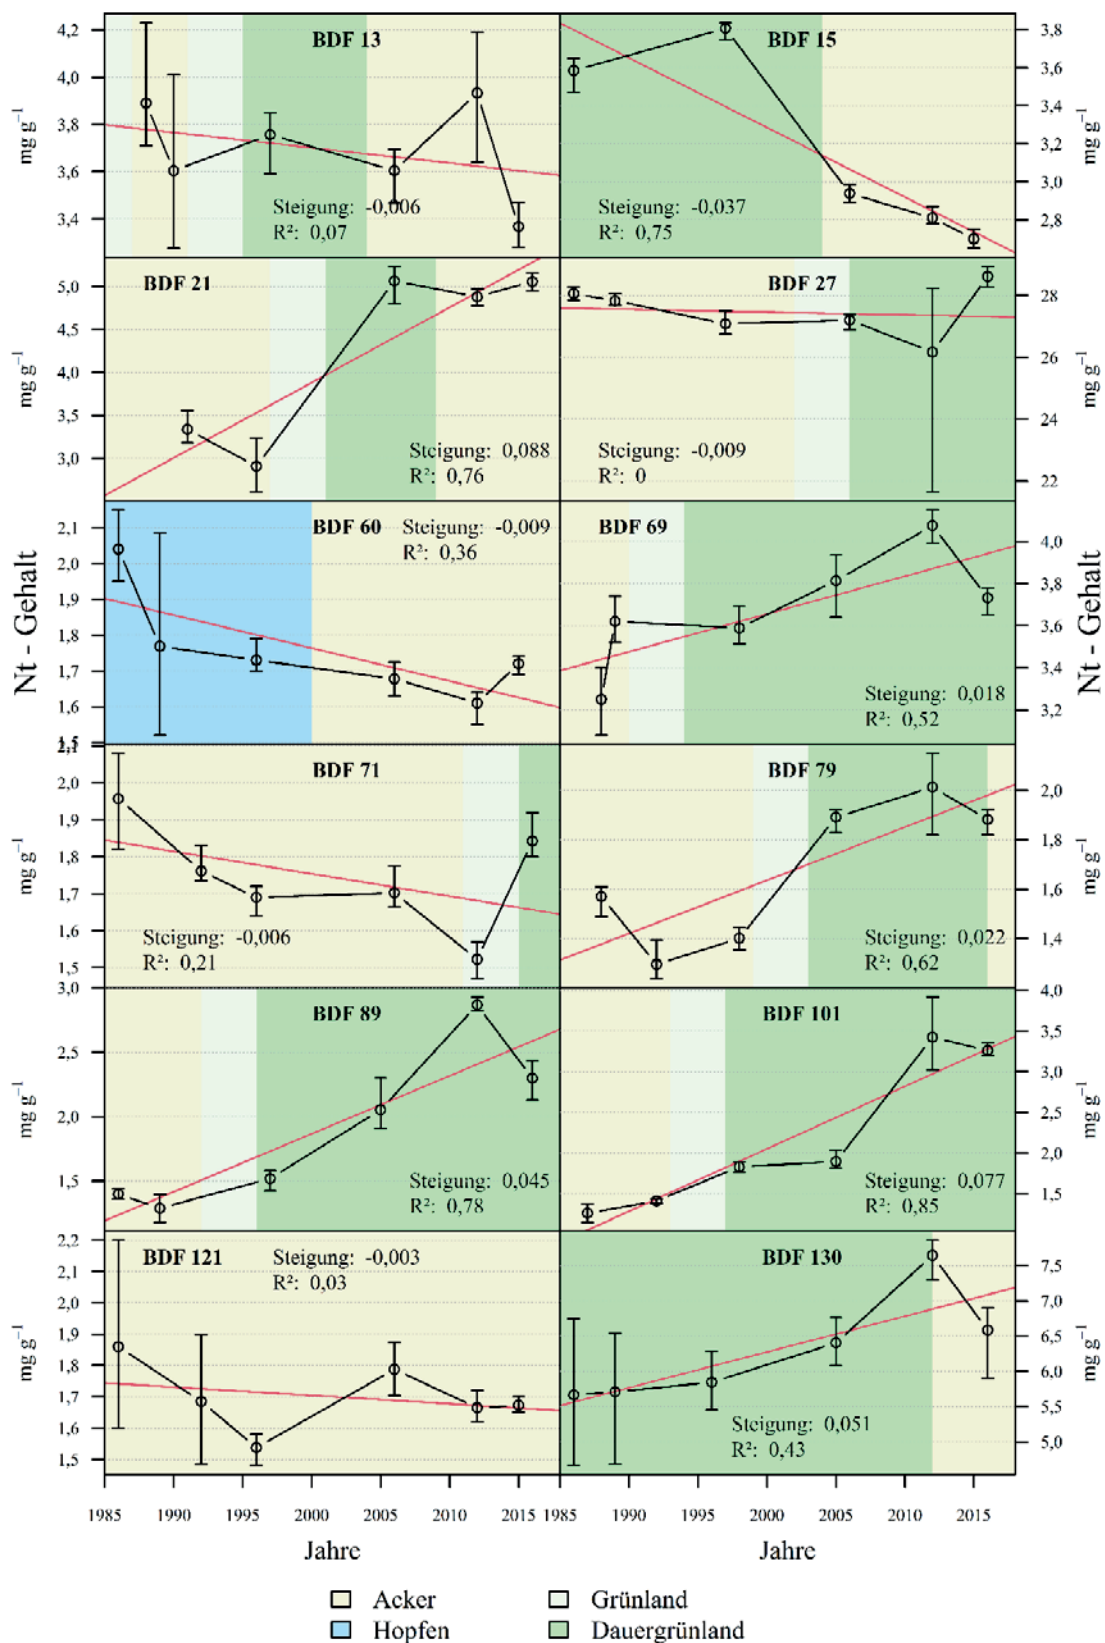 BDF 13
4,2
4,0
3,8
3,6
3,4
mg g⁻¹
Steigung: -0,006
R²: 0,07
BDF 15
3,8
3,6
3,4
3,2
3,0
2,8
mg g⁻¹
Steigung: -0,037
R²: 0,75
BDF 21
5,0
4,5
4,0
3,5
3,0
mg g⁻¹
Steigung: 0,088
R²: 0,76
BDF 27
28
26
24
22
mg g⁻¹
Steigung: -0,009
R²: 0
BDF 60
Steigung: -0,009
R²: 0,36
2,1
2,0
1,9
1,8
1,7
1,6
1,5
Nt - Gehalt
BDF 69
4,0
3,8
3,6
3,4
3,2
Nt - Gehalt
Steigung: 0,018
R²: 0,52
BDF 71
2,1
2,0
1,9
1,8
1,7
1,6
1,5
mg g⁻¹
Steigung: -0,006
R²: 0,21
BDF 79
2,0
1,8
1,6
1,4
mg g⁻¹
Steigung: 0,022
R²: 0,62
BDF 89
3,0
2,5
2,0
1,5
mg g⁻¹
Steigung: 0,045
R²: 0,78
BDF 101
4,0
3,5
3,0
2,5
2,0
1,5
mg g⁻¹
Steigung: 0,077
R²: 0,85
BDF 121
Steigung: -0,003
R²: 0,03
2,2
2,1
2,0
1,9
1,8
1,7
1,6
1,5
mg g⁻¹
BDF 130
7,5
7,0
6,5
6,0
5,5
5,0
mg g⁻¹
Steigung: 0,051
R²: 0,43
1985 1990 1995 2000 2005 2010 2015
1985 1990 1995 2000 2005 2010 2015
Jahre
Jahre
Acker
Grünland
Hopfen
Dauergrünland